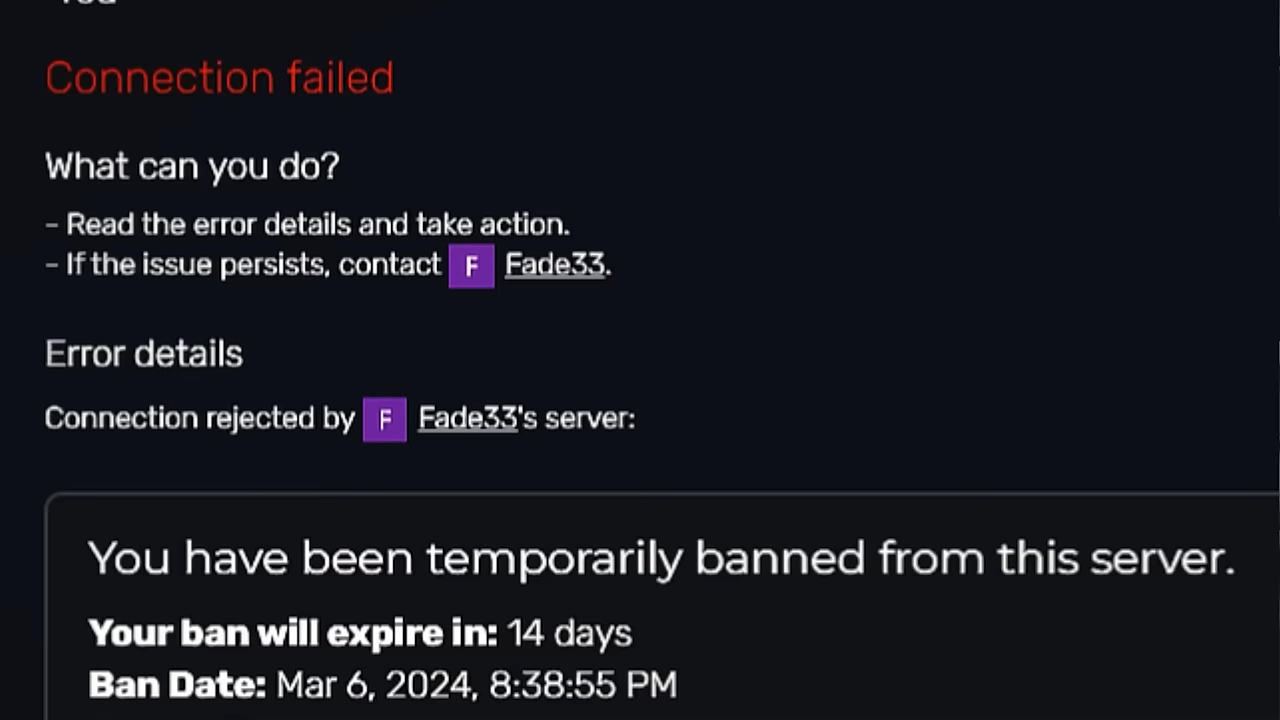 You
Connection failed
What can you do?
- Read the error details and take action.
- If the issue persists, contact F Fade33.
Error details
Connection rejected by F Fade33's server:
You have been temporarily banned from this server.
Your ban will expire in: 14 days
Ban Date: Mar 6, 2024, 8:38:55 PM